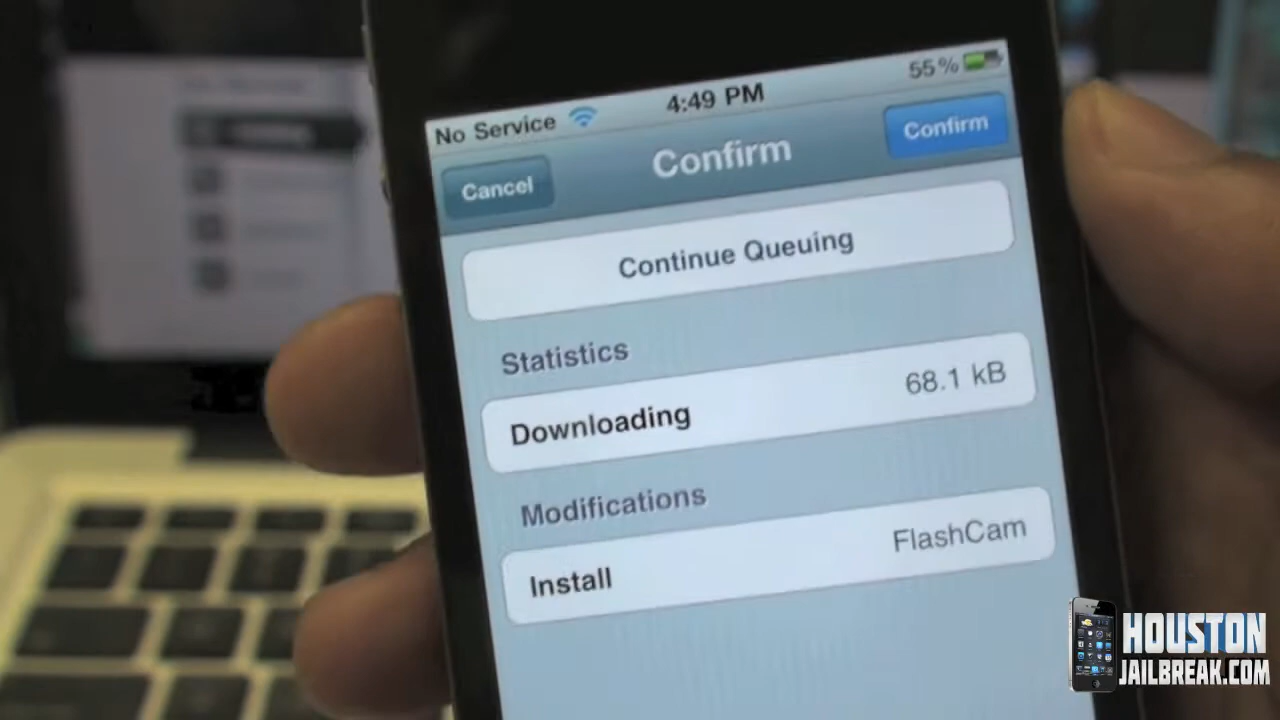 No Service 4:49 PM 55%
Cancel Confirm Confirm
Continue Queuing
Statistics
Downloading 68.1 kB
Modifications
Install FlashCam
HOUSTON
JAILBREAK.COM